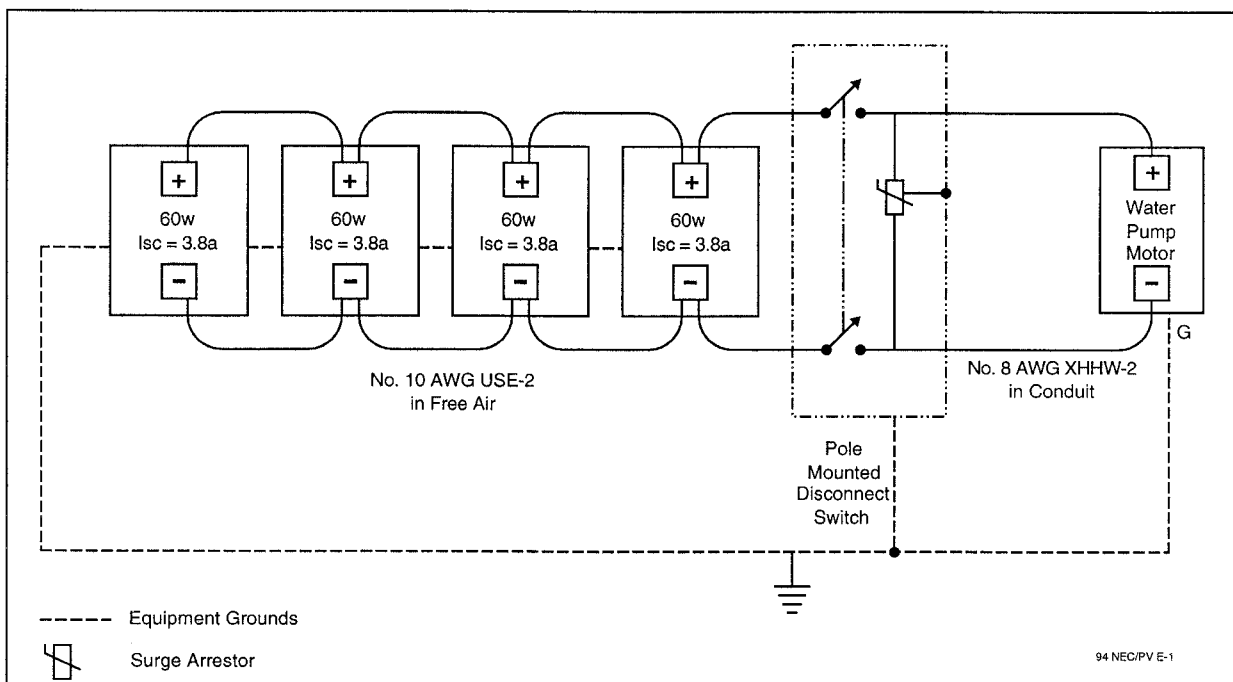 +
60w
Isc = 3.8a
−
+
60w
Isc = 3.8a
−
+
60w
Isc = 3.8a
−
+
60w
Isc = 3.8a
−
+
Water
Pump
Motor
−
G
No. 10 AWG USE-2
in Free Air
No. 8 AWG XHHW-2
in Conduit
Pole
Mounted
Disconnect
Switch
Equipment Grounds
Surge Arrestor
94 NEC/PV E-1